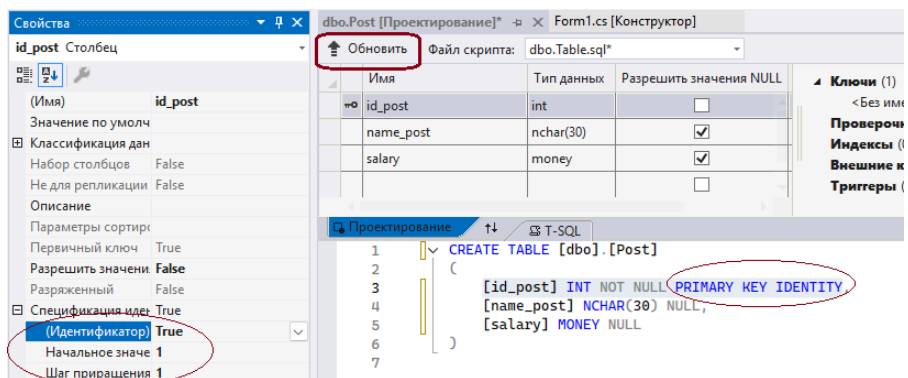 Свойства
id_post Столбец
(Имя) id_post
Значение по умолч
Классификация дан
Набор столбцов False
Не для репликации False
Описание
Параметры сортиро
Первичный ключ True
Разрешить значени. False
Разряженный False
Спецификация иден True
(Идентификатор) True
Начальное значе 1
Шаг приращения 1
dbo.Post [Проектирование]* Form1.cs [Конструктор]
Обновить Файл скрипта: dbo.Table.sql*
Имя Тип данных Разрешить значения NULL
id_post int
name_post nchar(30)
salary money
Ключи (1)
<Без име
Проверочн
Индексы (0
Внешние к
Триггеры (
Проектирование T-SQL
1 CREATE TABLE [dbo].[Post]
2 (
3 [id_post] INT NOT NULL PRIMARY KEY IDENTITY,
4 [name_post] NCHAR(30) NULL,
5 [salary] MONEY NULL
6 )
7